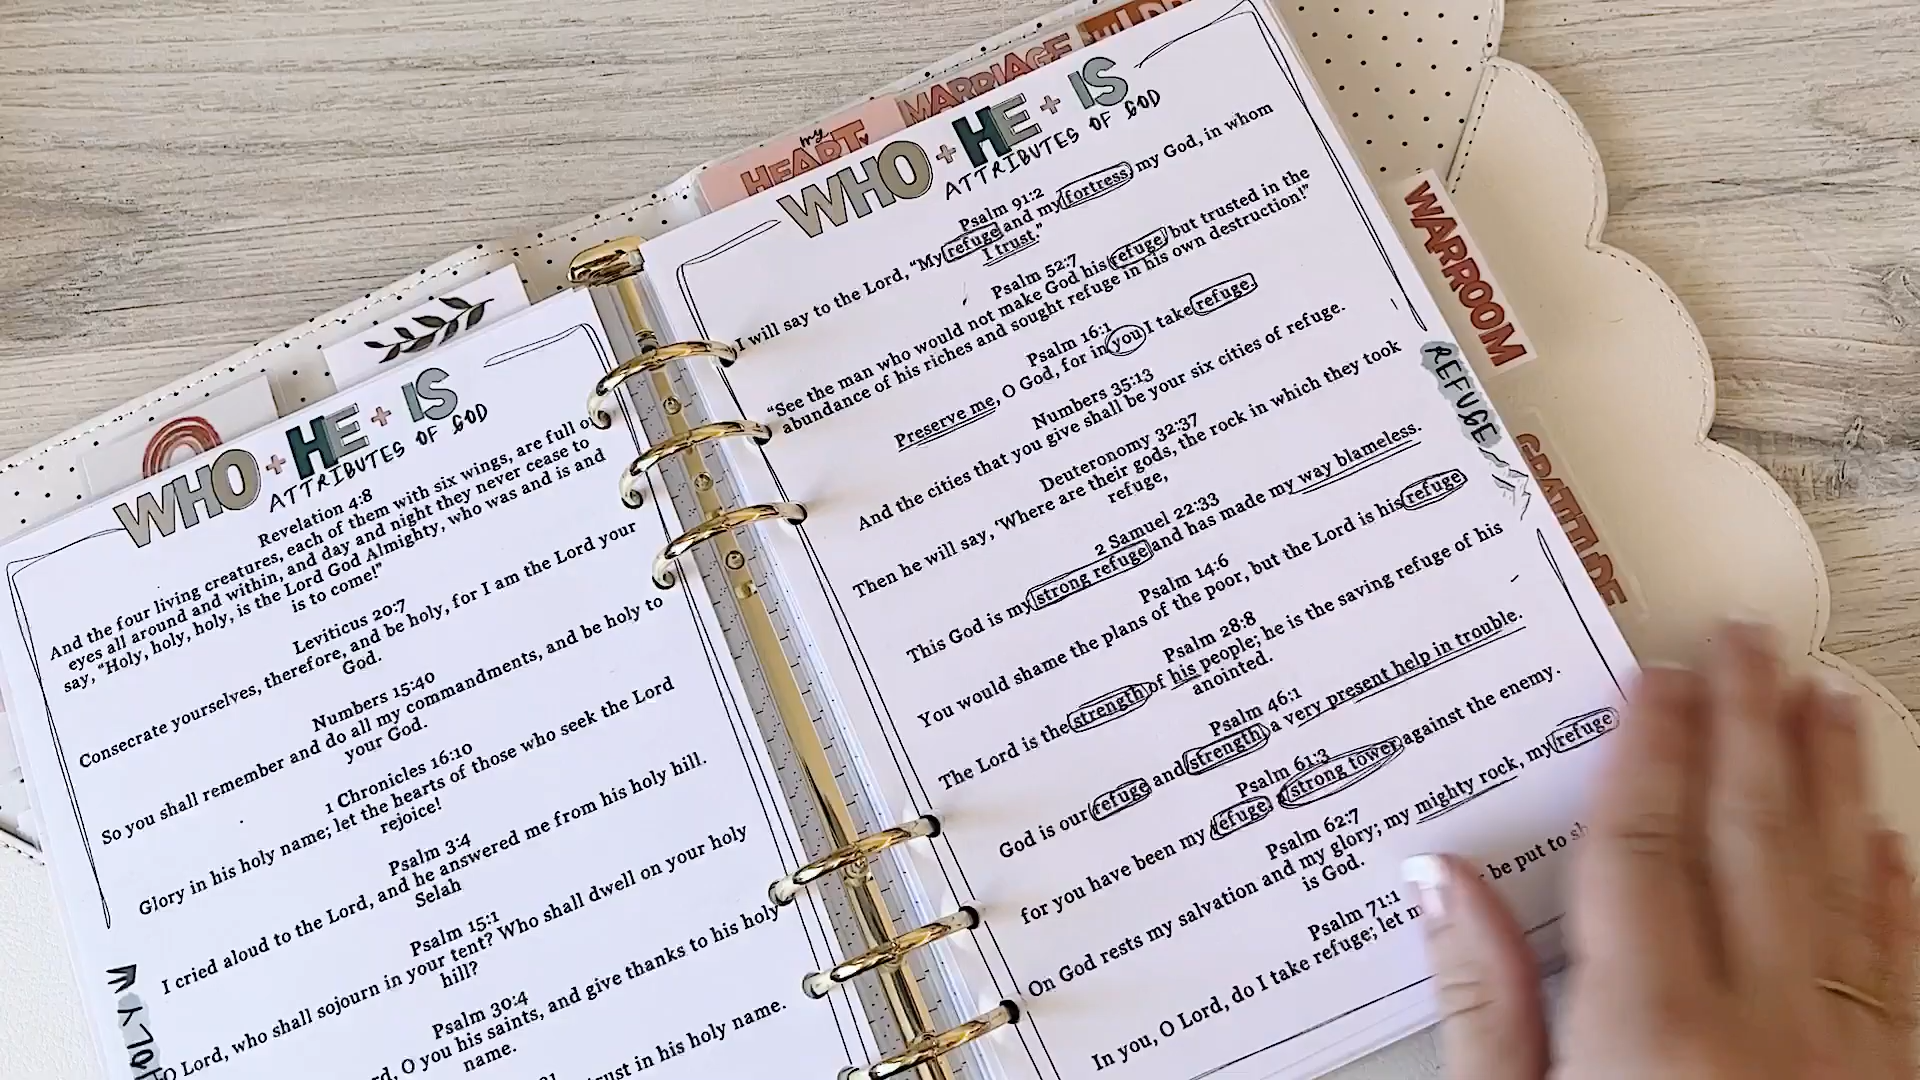 WHO + HE + IS
ATTRIBUTES OF GOD
Revelation 4:8
And the four living creatures, each of them with six wings, are full of
eyes all around and within, and day and night they never cease to
say, “Holy, holy, holy, is the Lord God Almighty, who was and is and
is to come!”
Leviticus 20:7
Consecrate yourselves, therefore, and be holy, for I am the Lord your
God.
Numbers 15:40
So you shall remember and do all my commandments, and be holy to
your God.
1 Chronicles 16:10
Glory in his holy name; let the hearts of those who seek the Lord
rejoice!
Psalm 3:4
I cried aloud to the Lord, and he answered me from his holy hill.
Selah
Psalm 15:1
O Lord, who shall sojourn in your tent? Who shall dwell on your holy
hill?
Psalm 30:4
O you his saints, and give thanks to his holy
name.
in his holy name.
my
HEART
MARRIAGE
WHO + HE + IS
ATTRIBUTES OF GOD
Psalm 91:2
I will say to the Lord, “My refuge and my fortress, my God, in whom
I trust.”
Psalm 52:7
“See the man who would not make God his refuge, but trusted in the
abundance of his riches and sought refuge in his own destruction!”
Psalm 16:1
Preserve me, O God, for in you I take refuge.
Numbers 35:13
And the cities that you give shall be your six cities of refuge.
Deuteronomy 32:37
Then he will say, ‘Where are their gods, the rock in which they took
refuge,
2 Samuel 22:33
This God is my strong refuge and has made my way blameless.
Psalm 14:6
You would shame the plans of the poor, but the Lord is his refuge.
Psalm 28:8
The Lord is the strength of his people; he is the saving refuge of his
anointed.
Psalm 46:1
God is our refuge and strength, a very present help in trouble.
Psalm 61:3
for you have been my refuge, a strong tower against the enemy.
Psalm 62:7
On God rests my salvation and my glory; my mighty rock, my refuge
is God.
Psalm 71:1
In you, O Lord, do I take refuge; let m
be put to sh
WARROOM
REFUGE
GRATITUDE